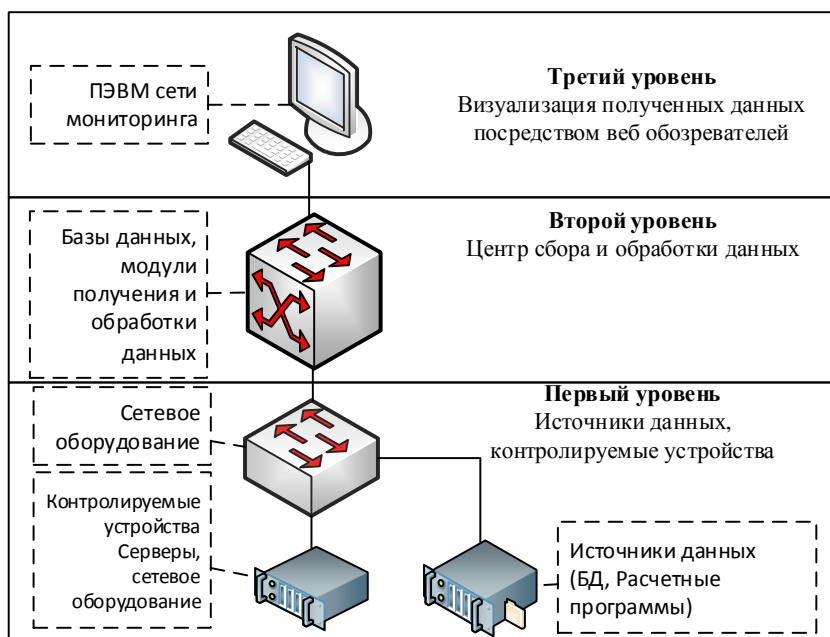 ПЭВМ сети
мониторинга
Третий уровень
Визуализация полученных данных
посредством веб обозревателей
Базы данных,
модули
получения и
обработки
данных
Второй уровень
Центр сбора и обработки данных
Сетевое
оборудование
Первый уровень
Источники данных,
контролируемые устройства
Контролируемые
устройства
Серверы,
сетевое
оборудование
Источники данных
(БД, Расчетные
программы)